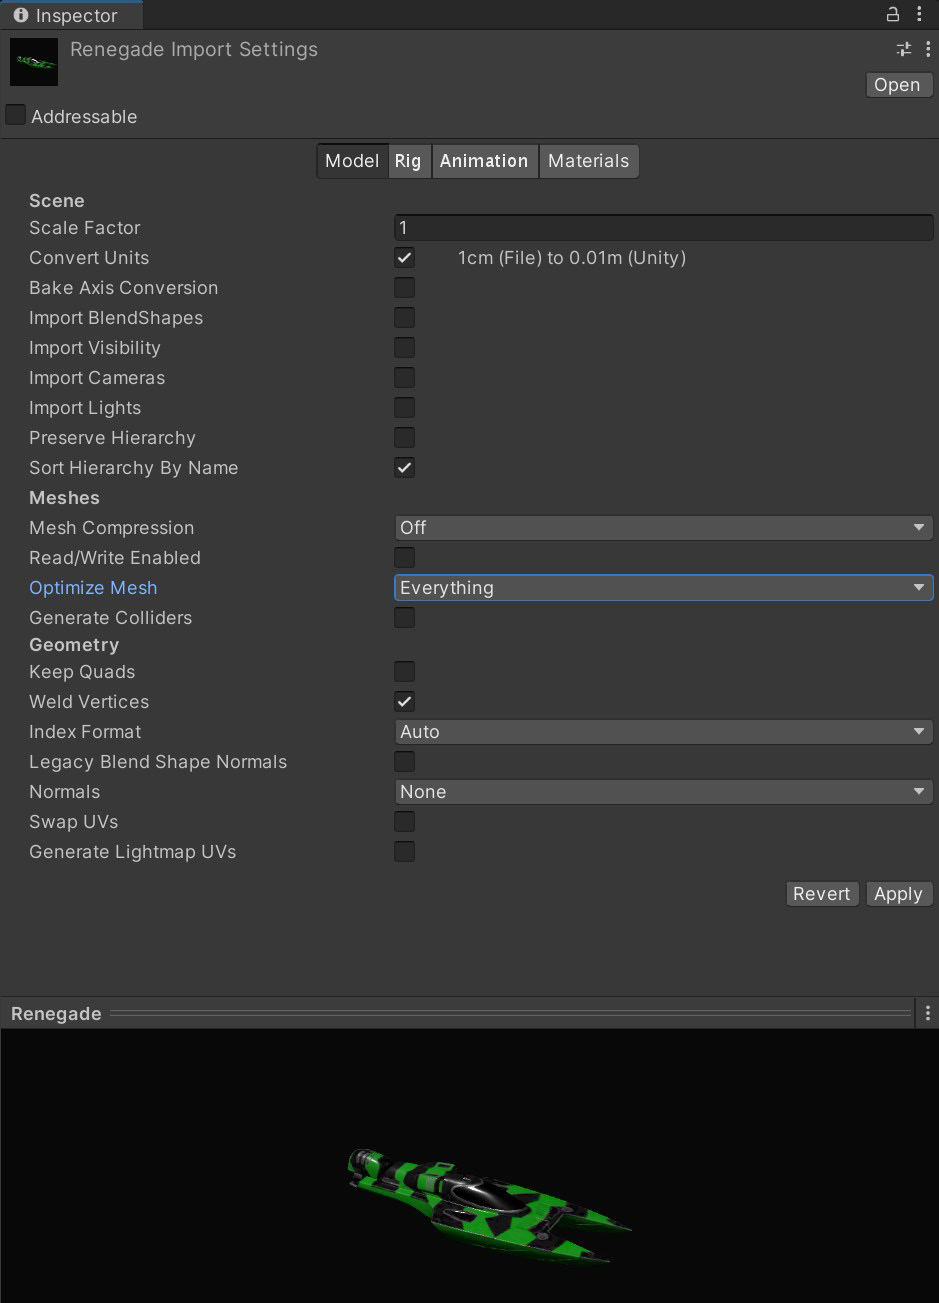 Inspector
Renegade Import Settings
Open
Addressable
Model Rig Animation Materials
Scene
Scale Factor 1
Convert Units 1cm (File) to 0.01m (Unity)
Bake Axis Conversion
Import BlendShapes
Import Visibility
Import Cameras
Import Lights
Preserve Hierarchy
Sort Hierarchy By Name
Meshes
Mesh Compression Off
Read/Write Enabled
Optimize Mesh Everything
Generate Colliders
Geometry
Keep Quads
Weld Vertices
Index Format Auto
Legacy Blend Shape Normals
Normals None
Swap UVs
Generate Lightmap UVs
Revert Apply
Renegade